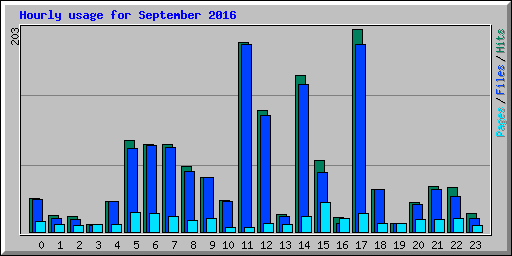 Hourly usage for September 2016
203
Pages/Files/Hits
0 1 2 3 4 5 6 7 8 9 10 11 12 13 14 15 16 17 18 19 20 21 22 23